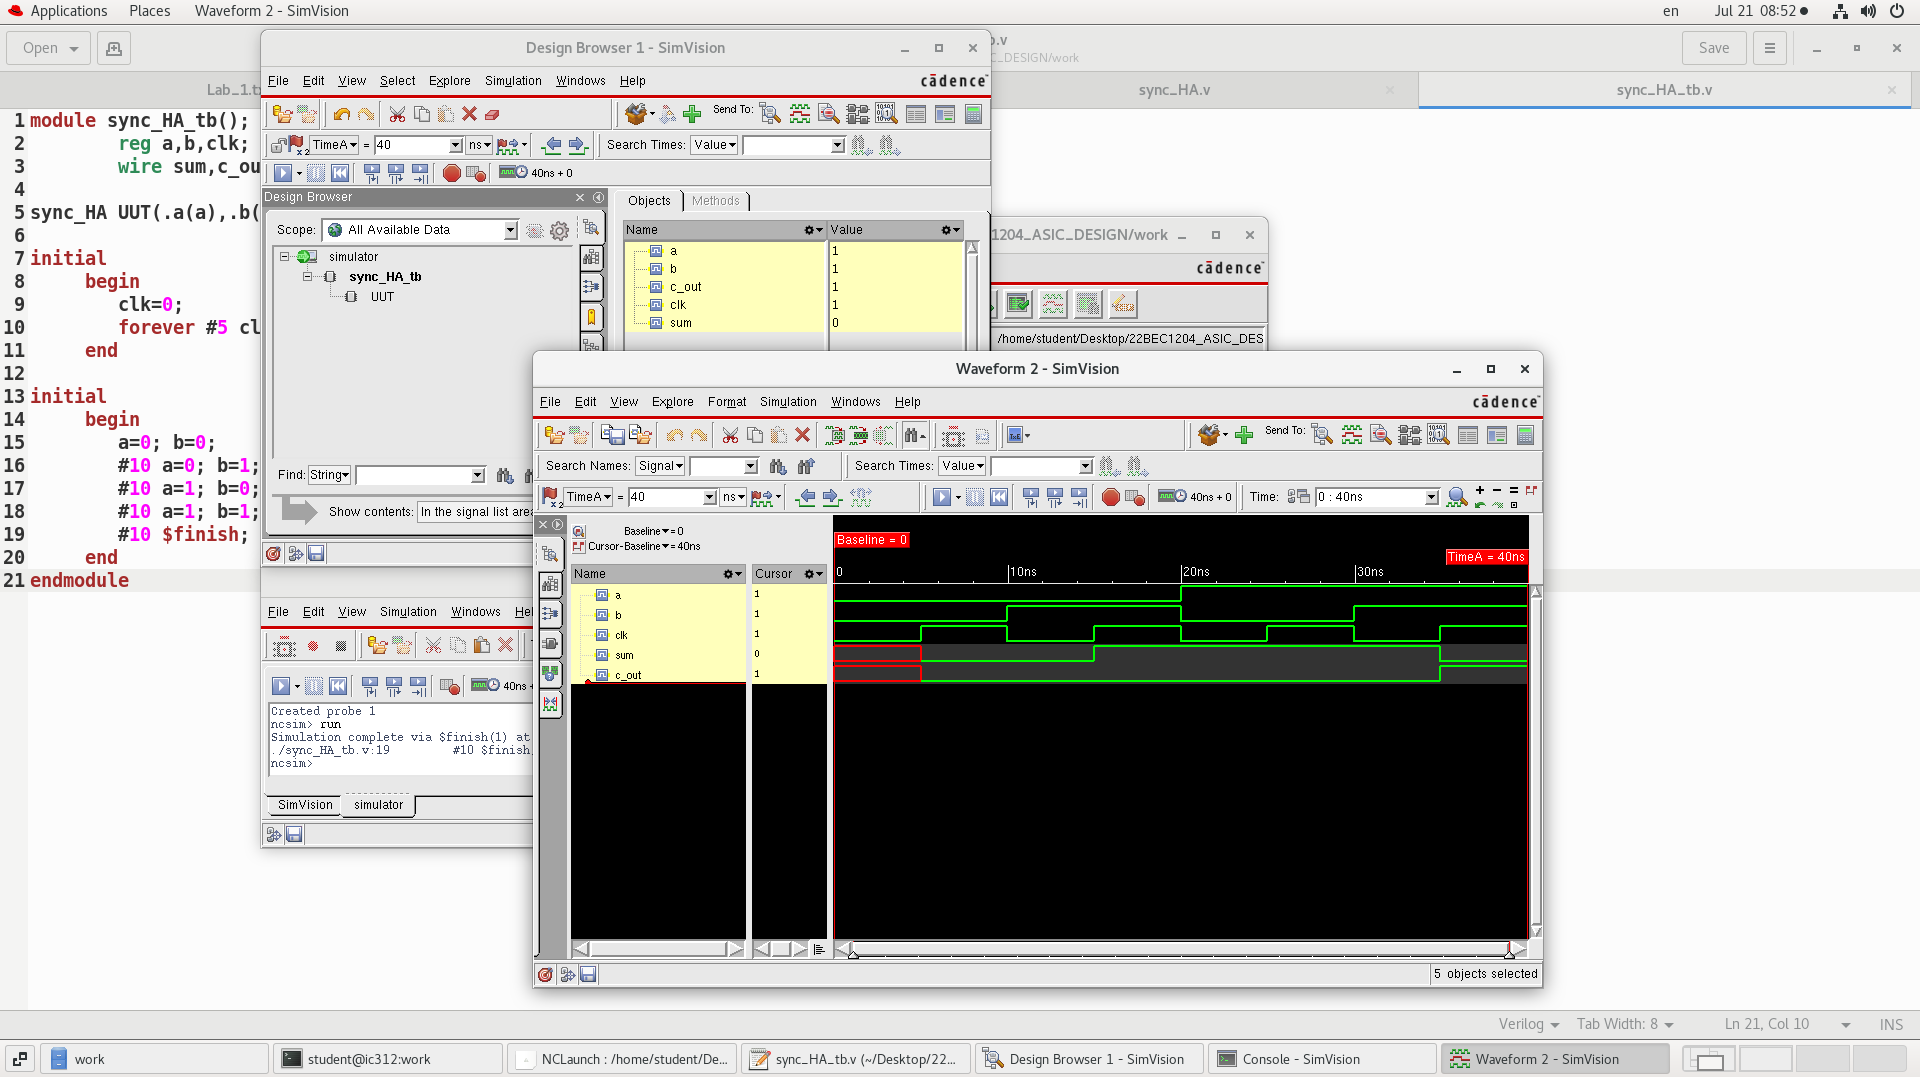 Applications Places Waveform 2 - SimVision en Jul 21 08:52
Open b.v Save
C_DESIGN/work
Lab_1.t sync_HA.v sync_HA_tb.v
1 module sync_HA_tb();
2 reg a,b,clk;
3 wire sum,c_ou
4
5 sync_HA UUT(.a(a),.b(
6
7 initial
8 begin
9 clk=0;
10 forever #5 cl
11 end
12
13 initial
14 begin
15 a=0; b=0;
16 #10 a=0; b=1;
17 #10 a=1; b=0;
18 #10 a=1; b=1;
19 #10 $finish;
20 end
21 endmodule
Design Browser 1 - SimVision
File Edit View Select Explore Simulation Windows Help cādence
Send To:
TimeA = 40 ns Search Times: Value
40ns + 0
Design Browser
Objects Methods
Scope: All Available Data
Name Value
simulator
sync_HA_tb
UUT
a 1
b 1
c_out 1
clk 1
sum 0
Find: String
Show contents: In the signal list area
1204_ASIC_DESIGN/work
cādence
/home/student/Desktop/22BEC1204_ASIC_DES
File Edit View Simulation Windows He
40ns +
Created probe 1
ncsim> run
Simulation complete via $finish(1) at
./sync_HA_tb.v:19 #10 $finish
ncsim>
SimVision simulator
Waveform 2 - SimVision
File Edit View Explore Format Simulation Windows Help cādence
Send To:
Search Names: Signal Search Times: Value
TimeA = 40 ns 40ns + 0 Time: 0 : 40ns
Baseline = 0
Cursor-Baseline = 40ns
Baseline = 0
TimeA = 40ns
Name Cursor 0 10ns 20ns 30ns
a 1
b 1
clk 1
sum 0
c_out 1
5 objects selected
Verilog Tab Width: 8 Ln 21, Col 10 INS
work student@ic312:work NCLaunch : /home/student/De... sync_HA_tb.v (~/Desktop/22... Design Browser 1 - SimVision Console - SimVision Waveform 2 - SimVision